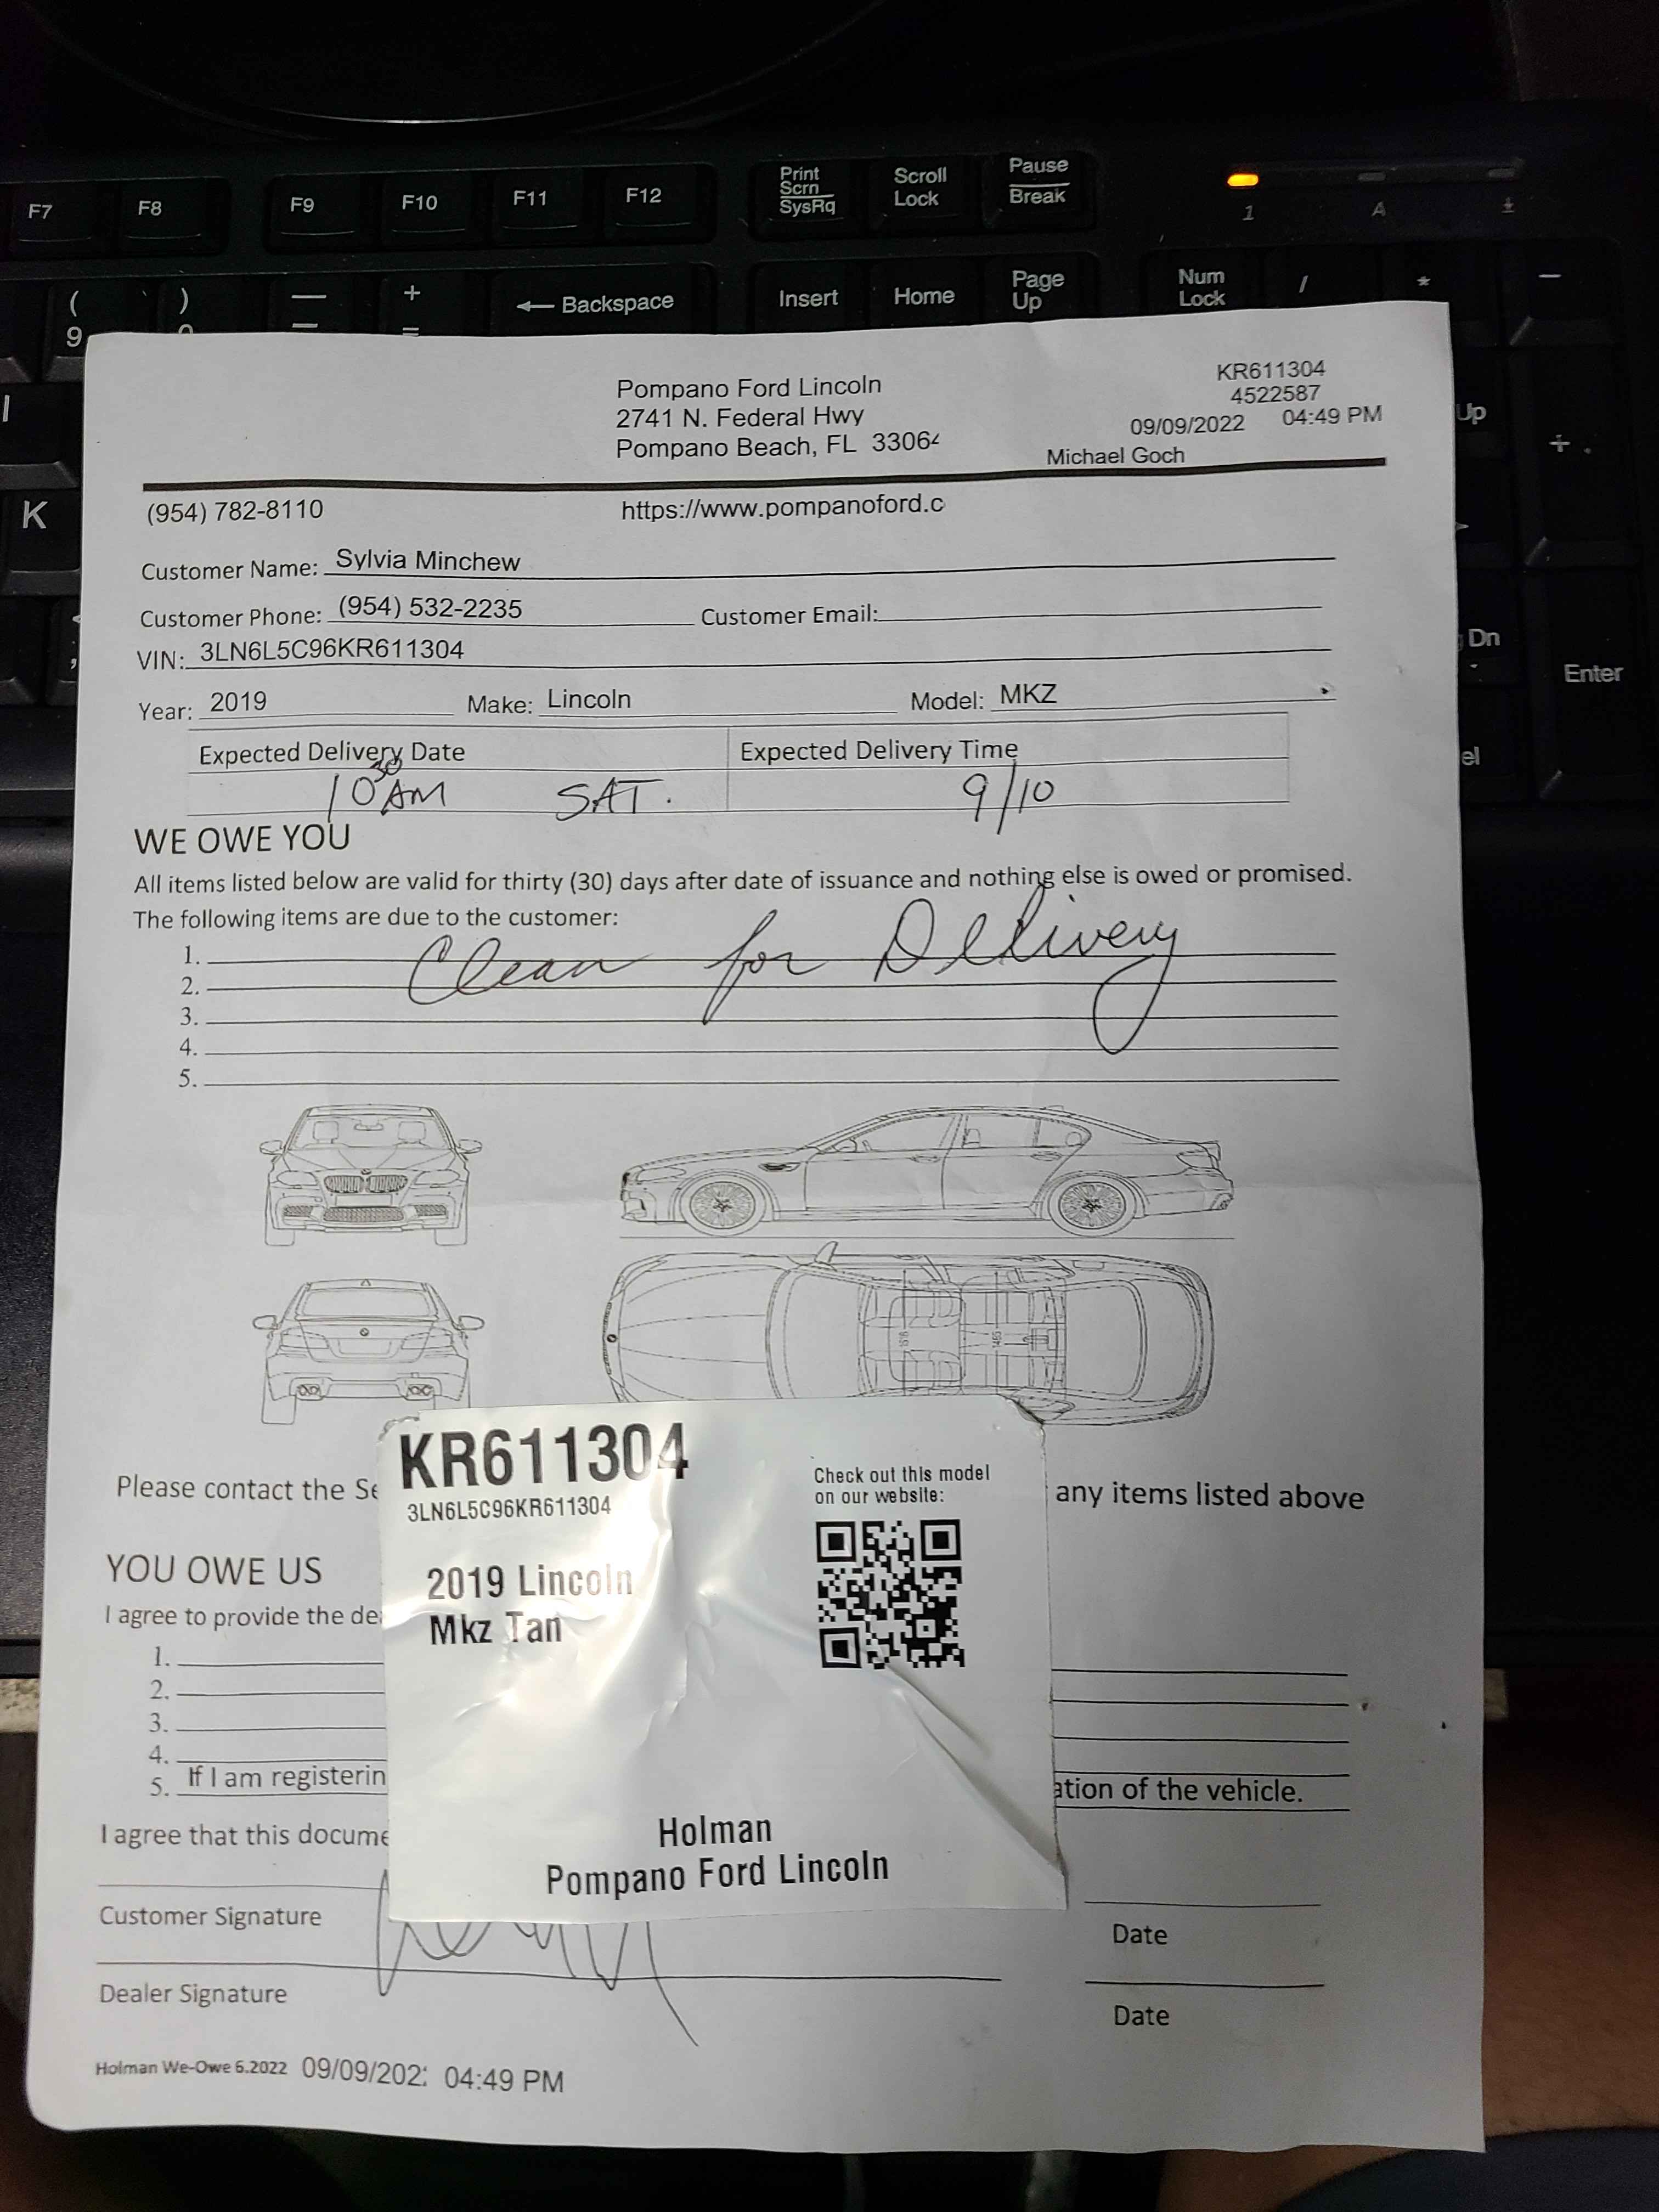 F7 F8 F9 F10 F11 F12 Print Scrn SysRq Scroll Lock Pause Break
1 A
( 9 ) — + = ← Backspace Insert Home Page Up Num Lock / * −
K
Up
+
Dn
Enter
Pompano Ford Lincoln
2741 N. Federal Hwy
Pompano Beach, FL 33064
KR611304
4522587
09/09/2022 04:49 PM
Michael Goch
(954) 782-8110 https://www.pompanoford.c
Customer Name: Sylvia Minchew
Customer Phone: (954) 532-2235 Customer Email:
VIN: 3LN6L5C96KR611304
Year: 2019 Make: Lincoln Model: MKZ
Expected Delivery Date Expected Delivery Time
10 30 AM SAT. 9/10
WE OWE YOU
All items listed below are valid for thirty (30) days after date of issuance and nothing else is owed or promised.
The following items are due to the customer:
1. Clean for Delivery
2.
3.
4.
5.
Please contact the Se
any items listed above
KR611304
3LN6L5C96KR611304
2019 Lincoln
Mkz Tan
Check out this model
on our website:
Holman
Pompano Ford Lincoln
YOU OWE US
I agree to provide the de
1.
2.
3.
4.
5. If I am registerin
ation of the vehicle.
I agree that this docume
Customer Signature Date
Dealer Signature Date
Holman We-Owe 6.2022 09/09/202 04:49 PM